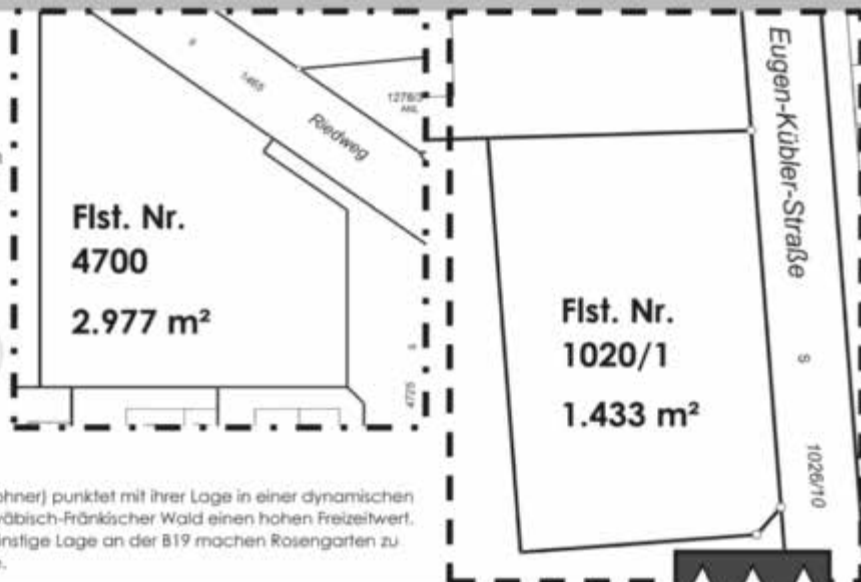 1465
Riedweg
1278/3
ANL
Flst. Nr.
4700
2.977 m²
4725
Eugen-Kübler-Straße
Flst. Nr.
1020/1
1.433 m²
S
1026/10
punktet mit ihrer Lage in einer dynamischen
Wald einen hohen Freizeitwert.
Lage an der B19 machen Rosengarten zu